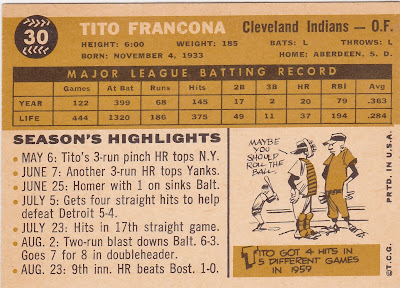 30
TITO FRANCONA Cleveland Indians — O.F.
HEIGHT: 6:00 WEIGHT: 185 BATS: L THROWS: L
BORN: NOVEMBER 4, 1933 HOME: ABERDEEN, S. D.
MAJOR LEAGUE BATTING RECORD
Games At Bat Runs Hits 2B 3B HR RBI Avg.
YEAR 122 399 68 145 17 2 20 79 .363
LIFE 444 1320 186 375 49 11 37 194 .284
SEASON'S HIGHLIGHTS
• MAY 6: Tito's 3-run pinch HR tops N.Y.
• JUNE 7: Another 3-run HR tops Yanks.
• JUNE 25: Homer with 1 on sinks Balt.
• JULY 5: Gets four straight hits to help
defeat Detroit 5-4.
• JULY 23: Hits in 17th straight game.
• AUG. 2: Two-run blast downs Balt. 6-3.
Goes 7 for 8 in doubleheader.
• AUG. 23: 9th inn. HR beats Bost. 1-0.
MAYBE
YOU
SHOULD
ROLL THE
BALL.
TITO GOT 4 HITS IN
5 DIFFERENT GAMES
IN 1959
© T.C.G. PRTD. IN U.S.A.